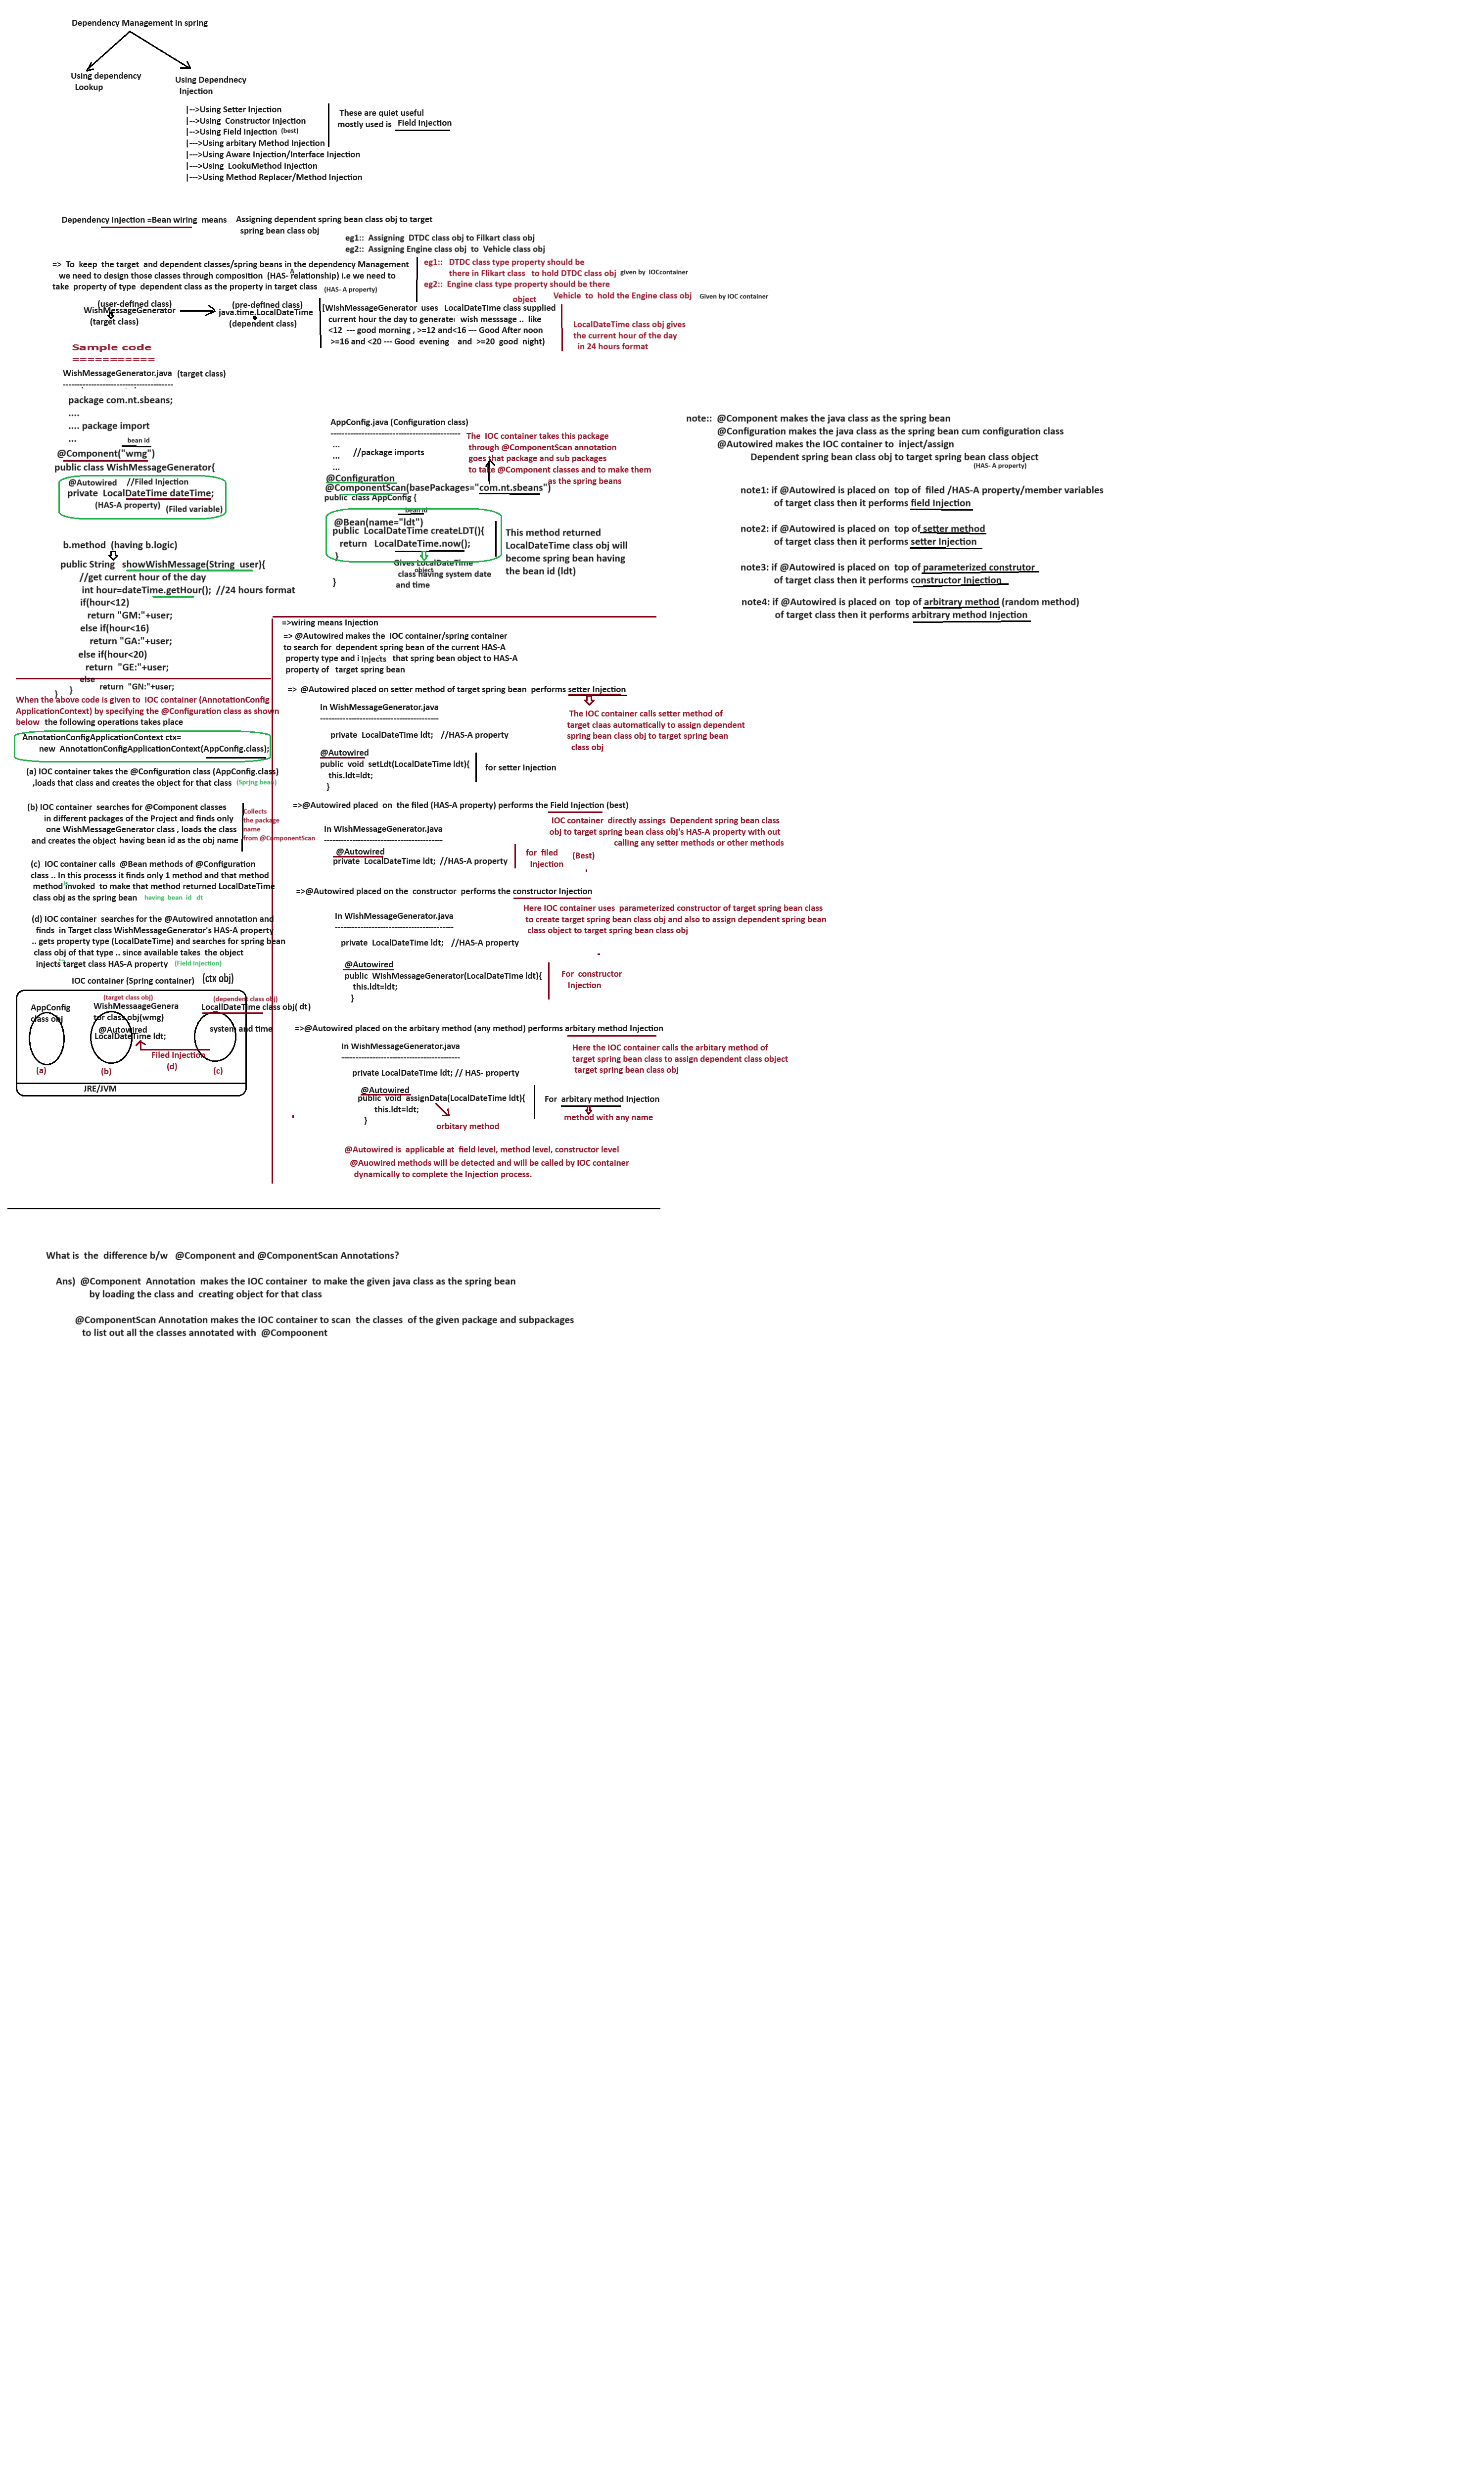 Dependency Management in spring
Using dependency
Lookup
Using Dependnecy
Injection
|-->Using Setter Injection
|-->Using Constructor Injection
|-->Using Field Injection (best)
|--->Using arbitary Method Injection
|--->Using Aware Injection/Interface Injection
|--->Using LookuMethod Injection
|--->Using Method Replacer/Method Injection
These are quiet useful
mostly used is Field Injection
Dependency Injection =Bean wiring means Assigning dependent spring bean class obj to target
spring bean class obj
eg1:: Assigning DTDC class obj to Filkart class obj
eg2:: Assigning Engine class obj to Vehicle class obj
=> To keep the target and dependent classes/spring beans in the dependency Management
we need to design those classes through composition (HAS- A relationship) i.e we need to
take property of type dependent class as the property in target class (HAS- A property)
eg1:: DTDC class type property should be
there in Flikart class to hold DTDC class obj given by IOCcontainer
eg2:: Engine class type property should be there
object Vehicle to hold the Engine class obj Given by IOC container
(user-defined class)
WishMessageGenerator
(target class)
(pre-defined class)
java.time.LocalDateTime
(dependent class)
[WishMessageGenerator uses LocalDateTime class supplied
current hour the day to generate wish messsage .. like
<12 --- good morning , >=12 and<16 --- Good After noon
>=16 and <20 --- Good evening and >=20 good night)
LocalDateTime class obj gives
the current hour of the day
in 24 hours format
Sample code
===========
WishMessageGenerator.java (target class)
----------------------------------------
package com.nt.sbeans;
....
.... package import
...
bean id
@Component("wmg")
public class WishMessageGenerator{
@Autowired //Filed Injection
private LocalDateTime dateTime;
(HAS-A property) (Filed variable)
b.method (having b.logic)
public String showWishMessage(String user){
//get current hour of the day
int hour=dateTime.getHour(); //24 hours format
if(hour<12)
return "GM:"+user;
else if(hour<16)
return "GA:"+user;
else if(hour<20)
return "GE:"+user;
else
return "GN:"+user;
}
}
AppConfig.java (Configuration class)
-----------------------------------------------
...
... //package imports
...
@Configuration
@ComponentScan(basePackages="com.nt.sbeans")
public class AppConfig {
bean id
@Bean(name="ldt")
public LocalDateTime createLDT(){
return LocalDateTime.now();
}
Gives LocalDateTime
object
class having system date
and time
}
The IOC container takes this package
through @ComponentScan annotation
goes that package and sub packages
to take @Component classes and to make them
as the spring beans
This method returned
LocalDateTime class obj will
become spring bean having
the bean id (ldt)
note:: @Component makes the java class as the spring bean
@Configuration makes the java class as the spring bean cum configuration class
@Autowired makes the IOC container to inject/assign
Dependent spring bean class obj to target spring bean class object
(HAS- A property)
note1: if @Autowired is placed on top of filed /HAS-A property/member variables
of target class then it performs field Injection
note2: if @Autowired is placed on top of setter method
of target class then it performs setter Injection
note3: if @Autowired is placed on top of parameterized construtor
of target class then it performs constructor Injection
note4: if @Autowired is placed on top of arbitrary method (random method)
of target class then it performs arbitrary method Injection
When the above code is given to IOC container (AnnotationConfig
ApplicationContext) by specifying the @Configuration class as shown
below the following operations takes place
AnnotationConfigApplicationContext ctx=
new AnnotationConfigApplicationContext(AppConfig.class);
(a) IOC container takes the @Configuration class (AppConfig.class)
,loads that class and creates the object for that class (Spring bean)
(b) IOC container searches for @Component classes
in different packages of the Project and finds only
one WishMessageGenerator class , loads the class
and creates the object having bean id as the obj name
Collects
the package
name
from @ComponentScan
(c) IOC container calls @Bean methods of @Configuration
class .. In this processs it finds only 1 method and that method
method invoked to make that method returned LocalDateTime
class obj as the spring bean having bean id dt
(d) IOC container searches for the @Autowired annotation and
finds in Target class WishMessageGenerator's HAS-A property
.. gets property type (LocalDateTime) and searches for spring bean
class obj of that type .. since available takes the object
injects target class HAS-A property (Field Injection)
IOC container (Spring container) (ctx obj)
AppConfig
class obj
(a)
(target class obj)
WishMessaageGenera
tor class obj(wmg)
@Autowired
LocalDateTime ldt;
(b)
Filed Injection
(d)
(dependent class obj)
LocallDateTime class obj( dt)
system and time
(c)
JRE/JVM
=>wiring means Injection
=> @Autowired makes the IOC container/spring container
to search for dependent spring bean of the current HAS-A
property type and i Injects that spring bean object to HAS-A
property of target spring bean
=> @Autowired placed on setter method of target spring bean performs setter Injection
In WishMessageGenerator.java
-------------------------------------------
private LocalDateTime ldt; //HAS-A property
@Autowired
public void setLdt(LocalDateTime ldt){
this.ldt=ldt;
}
for setter Injection
The IOC container calls setter method of
target claas automatically to assign dependent
spring bean class obj to target spring bean
class obj
=>@Autowired placed on the filed (HAS-A property) performs the Field Injection (best)
In WishMessageGenerator.java
-------------------------------------------
@Autowired
private LocalDateTime ldt; //HAS-A property
for filed
Injection
(Best)
IOC container directly assings Dependent spring bean class
obj to target spring bean class obj's HAS-A property with out
calling any setter methods or other methods
=>@Autowired placed on the constructor performs the constructor Injection
In WishMessageGenerator.java
-------------------------------------------
private LocalDateTime ldt; //HAS-A property
@Autowired
public WishMessageGenerator(LocalDateTime ldt){
this.ldt=ldt;
}
For constructor
Injection
Here IOC container uses parameterized constructor of target spring bean class
to create target spring bean class obj and also to assign dependent spring bean
class object to target spring bean class obj
=>@Autowired placed on the arbitary method (any method) performs arbitary method Injection
In WishMessageGenerator.java
-------------------------------------------
private LocalDateTime ldt; // HAS- property
@Autowired
public void assignData(LocalDateTime ldt){
this.ldt=ldt;
}
orbitary method
For arbitary method Injection
method with any name
Here the IOC container calls the arbitary method of
target spring bean class to assign dependent class object
target spring bean class obj
@Autowired is applicable at field level, method level, constructor level
@Auowired methods will be detected and will be called by IOC container
dynamically to complete the Injection process.
What is the difference b/w @Component and @ComponentScan Annotations?
Ans) @Component Annotation makes the IOC container to make the given java class as the spring bean
by loading the class and creating object for that class
@ComponentScan Annotation makes the IOC container to scan the classes of the given package and subpackages
to list out all the classes annotated with @Compoonent